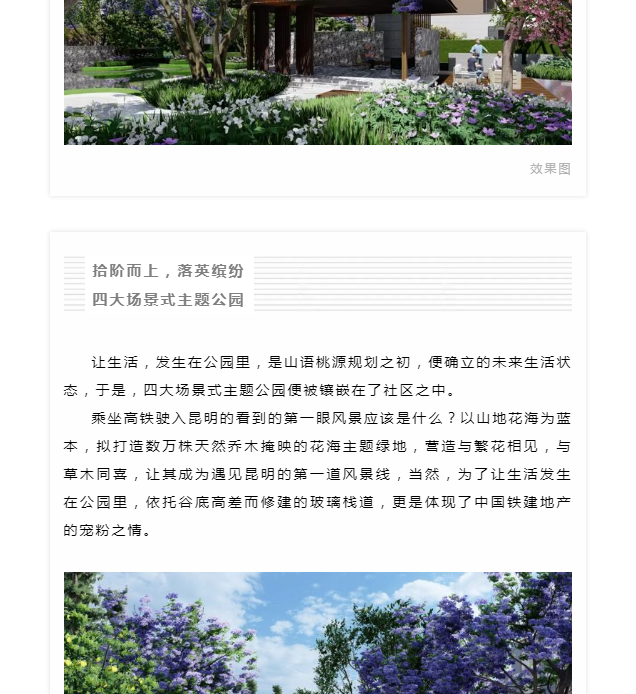 效果图
拾阶而上，落英缤纷
四大场景式主题公园
让生活，发生在公园里，是山语桃源规划之初，便确立的未来生活状
态，于是，四大场景式主题公园便被镶嵌在了社区之中。
乘坐高铁驶入昆明的看到的第一眼风景应该是什么？以山地花海为蓝
本，拟打造数万株天然乔木掩映的花海主题绿地，营造与繁花相见，与
草木同喜，让其成为遇见昆明的第一道风景线，当然，为了让生活发生
在公园里，依托谷底高差而修建的玻璃栈道，更是体现了中国铁建地产
的宠粉之情。